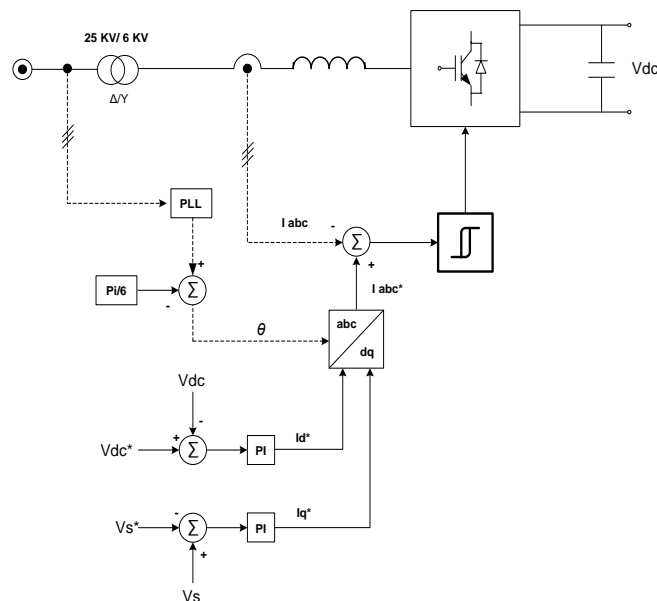 25 KV/ 6 KV
Δ/Y
Vdc
PLL
I abc
-
Σ
+
I abc*
+
Pi/6
Σ
-
θ
abc
dq
Vdc
-
+
Vdc*
Σ
PI
Id*
-
Vs*
Σ
PI
Iq*
+
Vs